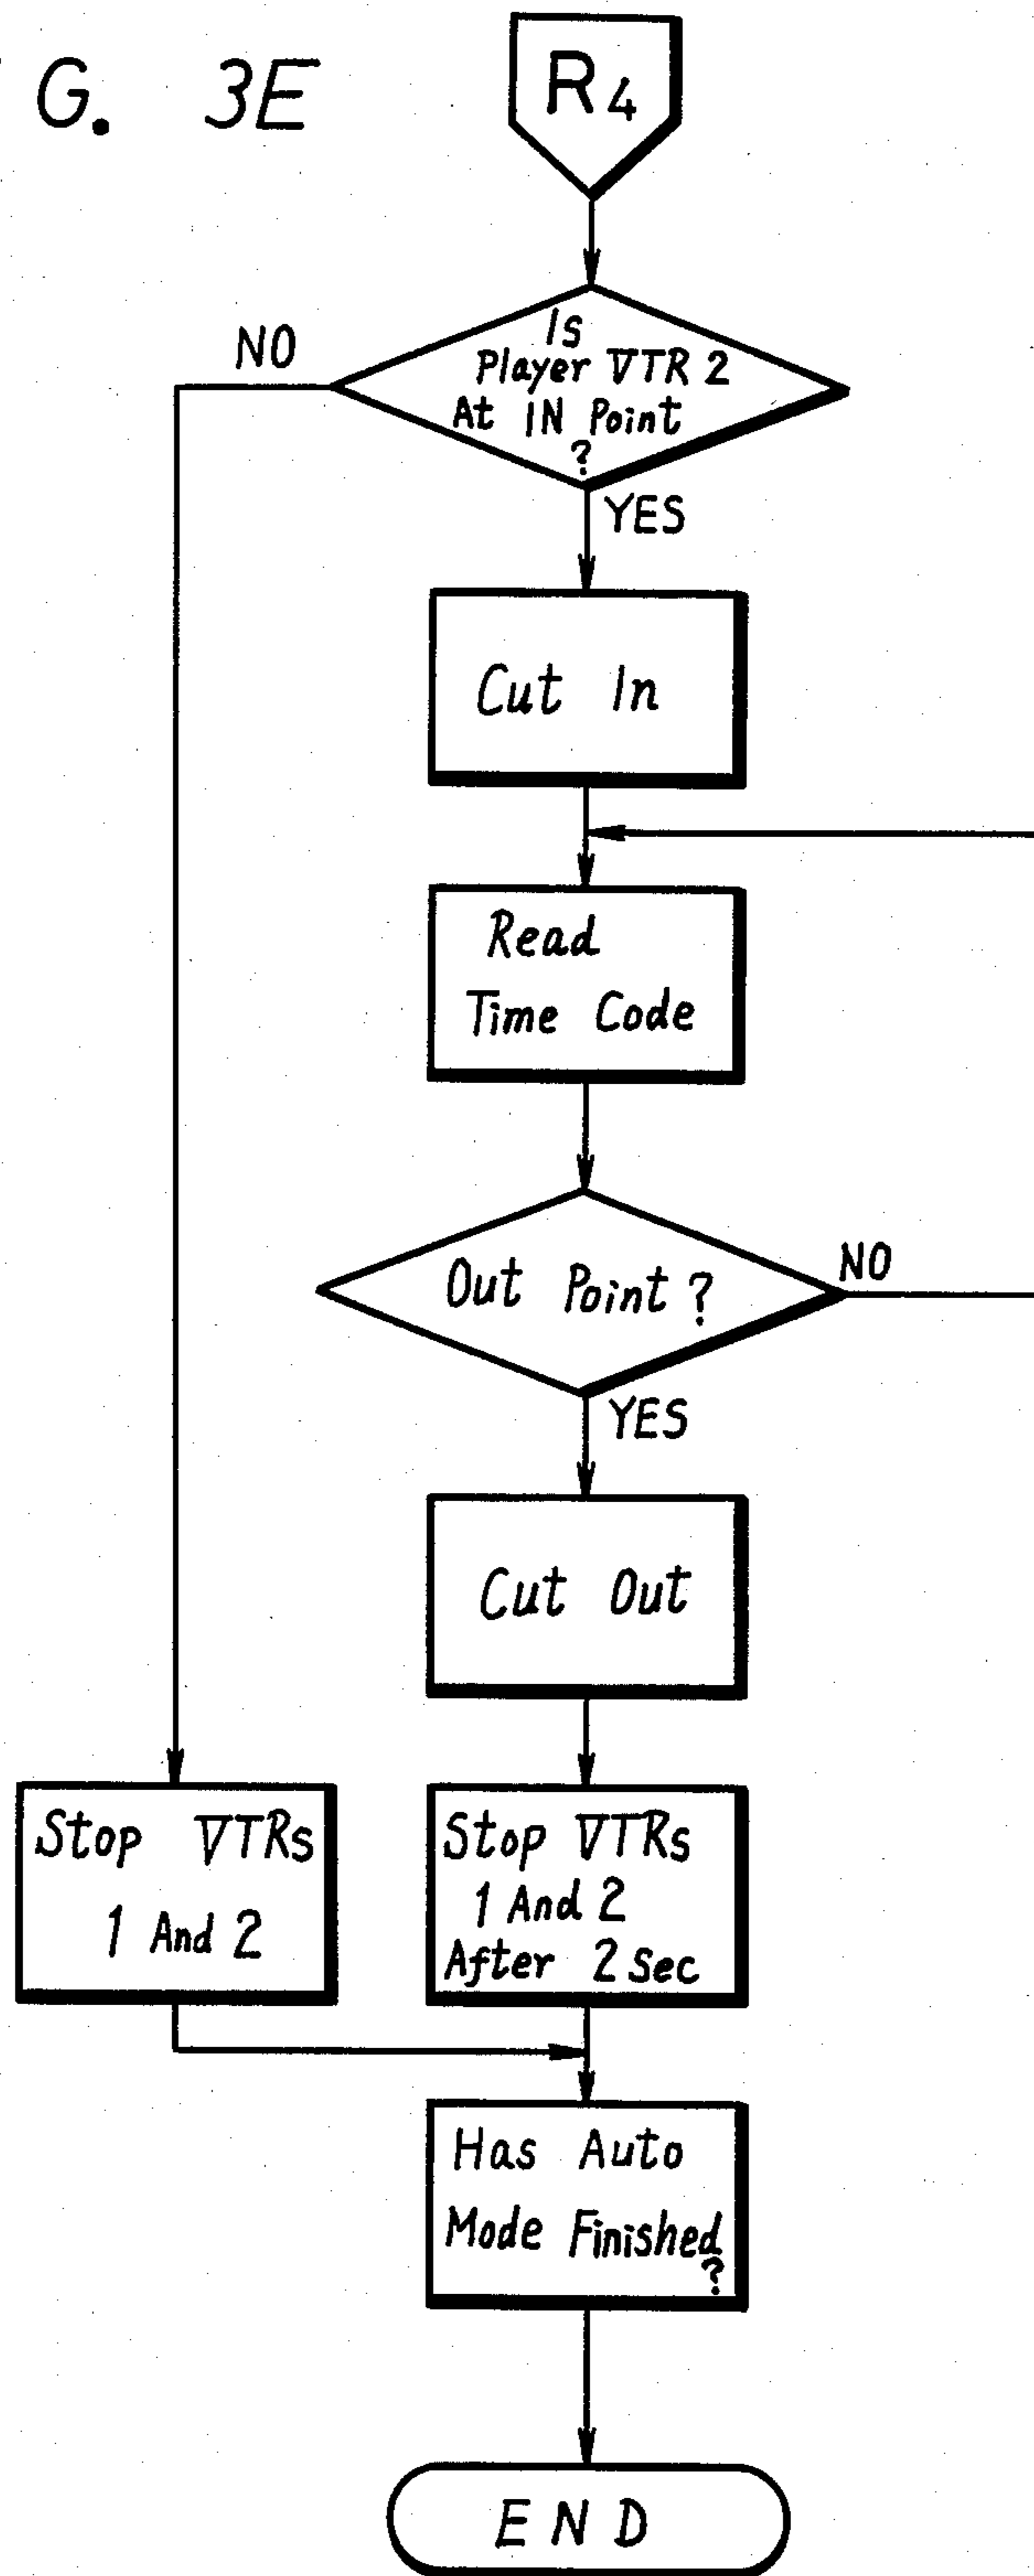 G. 3E
R4
Is
Player VTR 2
At IN Point
?
NO
YES
Cut In
Read
Time Code
Out Point ?
NO
YES
Cut Out
Stop VTRs
1 And 2
Stop VTRs
1 And 2
After 2 Sec
Has Auto
Mode Finished
?
END